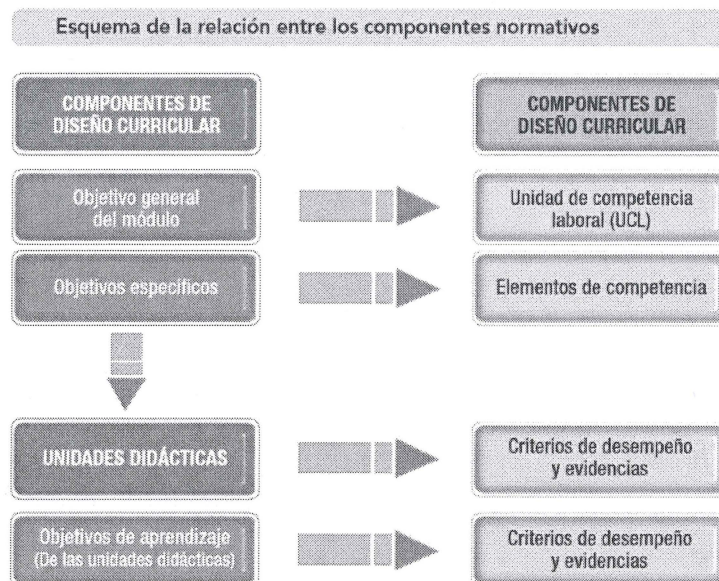 Esquema de la relación entre los componentes normativos
COMPONENTES DE
DISEÑO CURRICULAR
COMPONENTES DE
DISEÑO CURRICULAR
Objetivo general
del módulo
Unidad de competencia
laboral (UCL)
Objetivos específicos
Elementos de competencia
UNIDADES DIDÁCTICAS
Criterios de desempeño
y evidencias
Objetivos de aprendizaje
(De las unidades didácticas)
Criterios de desempeño
y evidencias